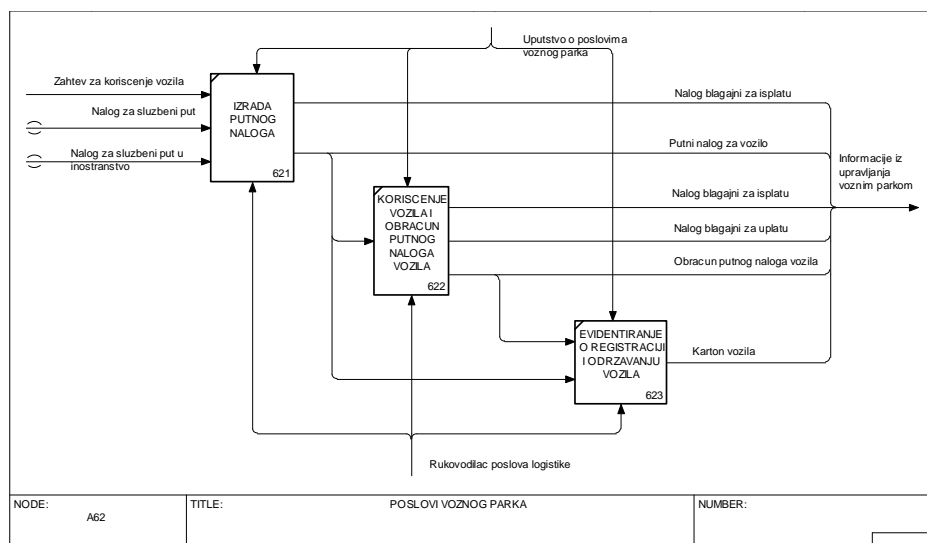 Uputstvo o poslovima
voznog parka
Zahtev za koriscenje vozila
Nalog za sluzbeni put
Nalog za sluzbeni put u
inostranstvo
IZRADA
PUTNOG
NALOGA
621
Nalog blagajni za isplatu
Putni nalog za vozilo
Informacije iz
upravljanja
voznim parkom
KORISCENJE
VOZILA I
OBRACUN
PUTNOG
NALOGA
VOZILA
622
Nalog blagajni za isplatu
Nalog blagajni za uplatu
Obracun putnog naloga vozila
EVIDENTIRANJE
O REGISTRACIJI
I ODRZAVANJU
VOZILA
623
Karton vozila
Rukovodilac poslova logistike
NODE:
A62
TITLE:
POSLOVI VOZNOG PARKA
NUMBER: